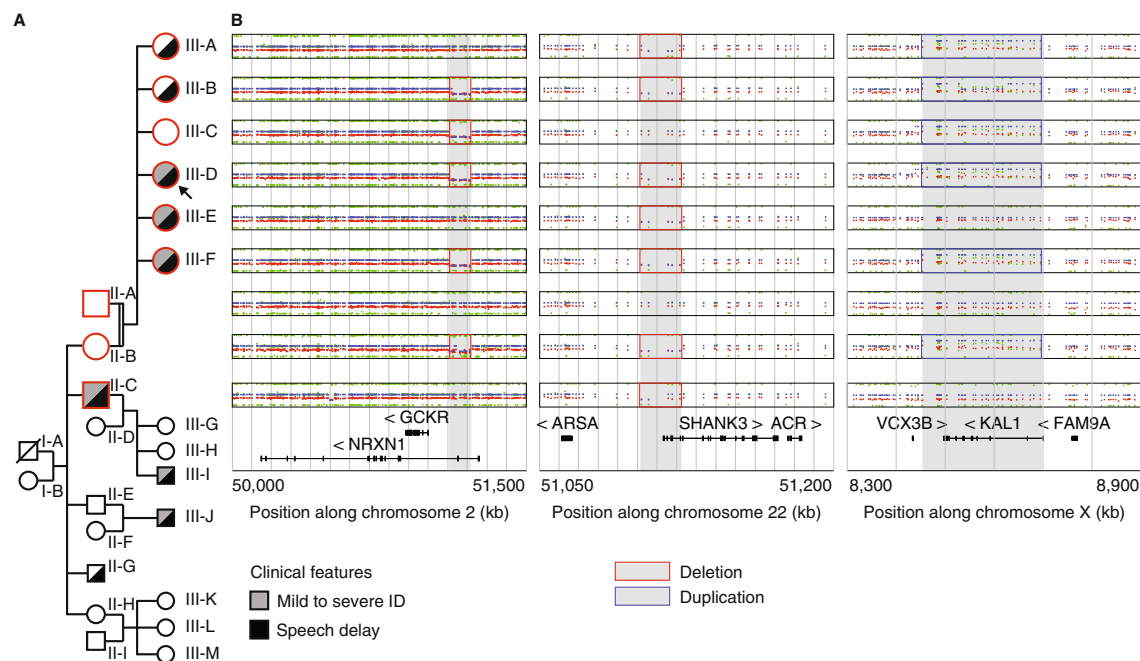 A
B
III-A
III-B
III-C
III-D
III-E
III-F
II-A
II-B
II-C
II-D
III-G
III-H
III-I
I-A
I-B
II-E
II-F
III-J
II-G
II-H
II-I
III-K
III-L
III-M
< GCKR
< NRXN1
50,000 51,500
Position along chromosome 2 (kb)
< ARSA SHANK3 > ACR >
51,050 51,200
Position along chromosome 22 (kb)
VCX3B > < KAL1 < FAM9A
8,300 8,900
Position along chromosome X (kb)
Clinical features
Mild to severe ID
Speech delay
Deletion
Duplication